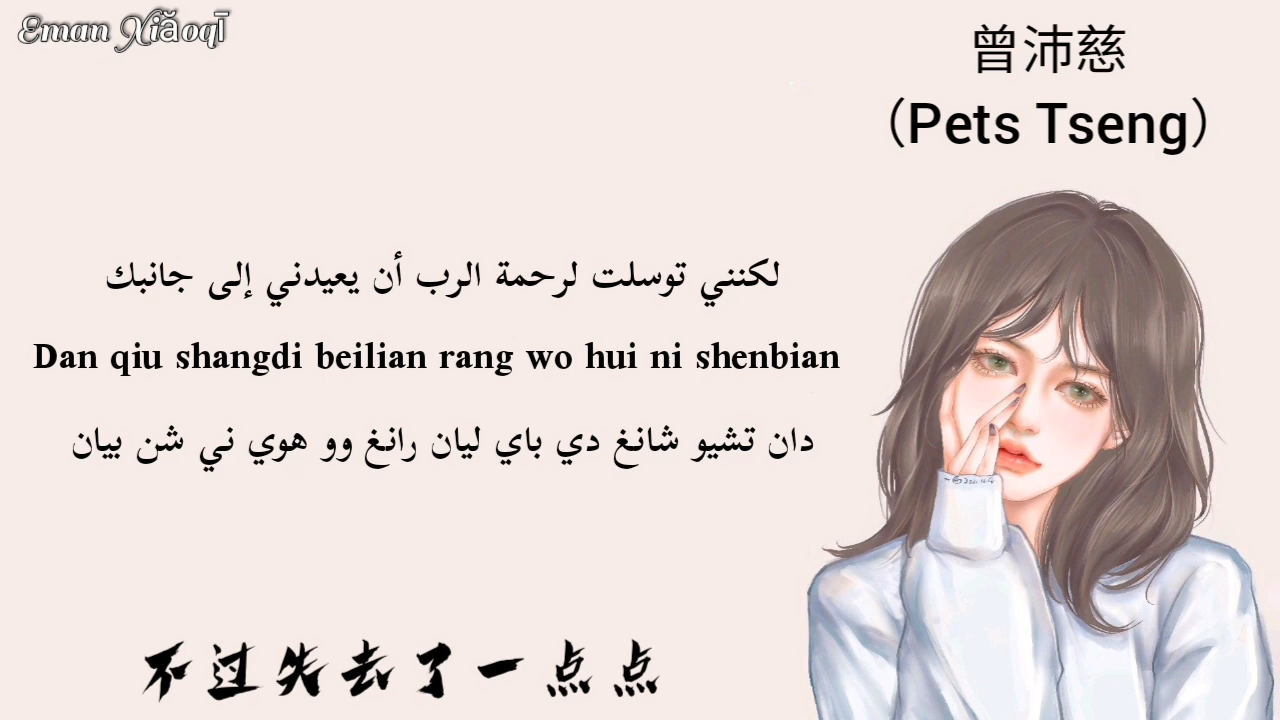 Eman Xiǎoqī
曾沛慈
（Pets Tseng）
لكنني توسلت لرحمة الرب أن يعيدني إلى جانبك
Dan qiu shangdi beilian rang wo hui ni shenbian
دان تشيو شانغ دي باي ليان رانغ وو هوي ني شن بيان
不过失去了一点点